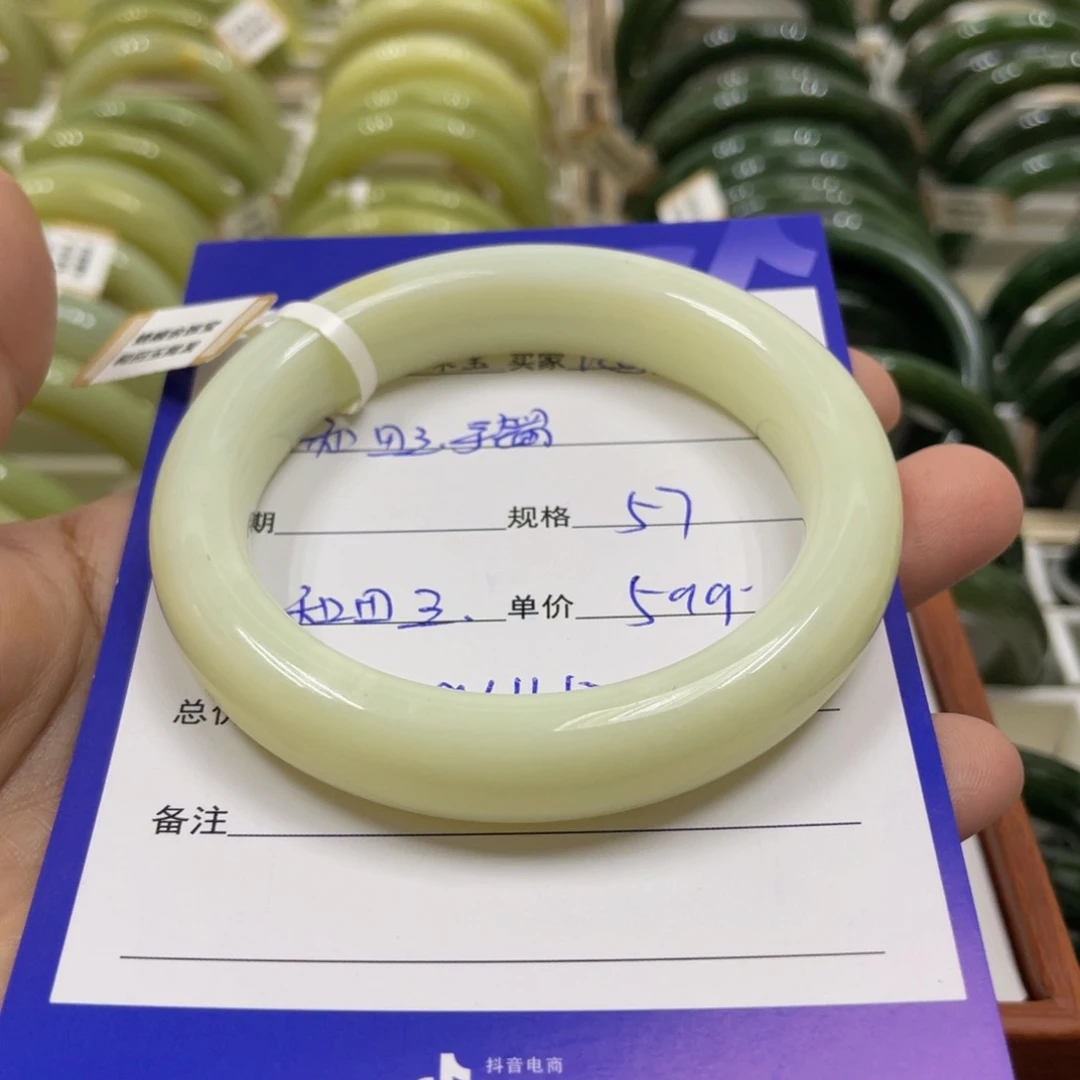 玉 买家
和田玉手镯
期 规格 57
和田玉. 单价 599-
总价
备注
抖音电商